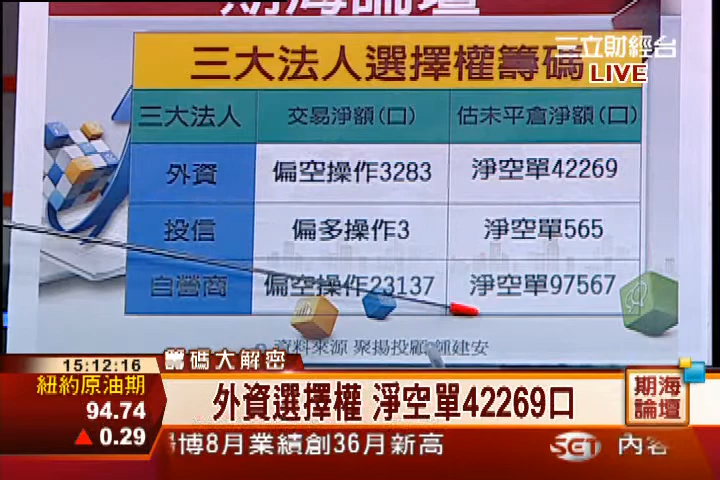 期海論壇
三立財經台
LIVE
三大法人選擇權籌碼
三大法人 交易淨額(口) 估未平倉淨額(口)
外資 偏空操作3283 淨空單42269
投信 偏多操作3 淨空單565
自營商 偏空操作23137 淨空單97567
資料來源 聚揚投顧
15:12:16
籌碼大解密
紐約原油期
94.74
▲0.29
外資選擇權 淨空單42269口
期海
論壇
博8月業績創36月新高
SET
內容